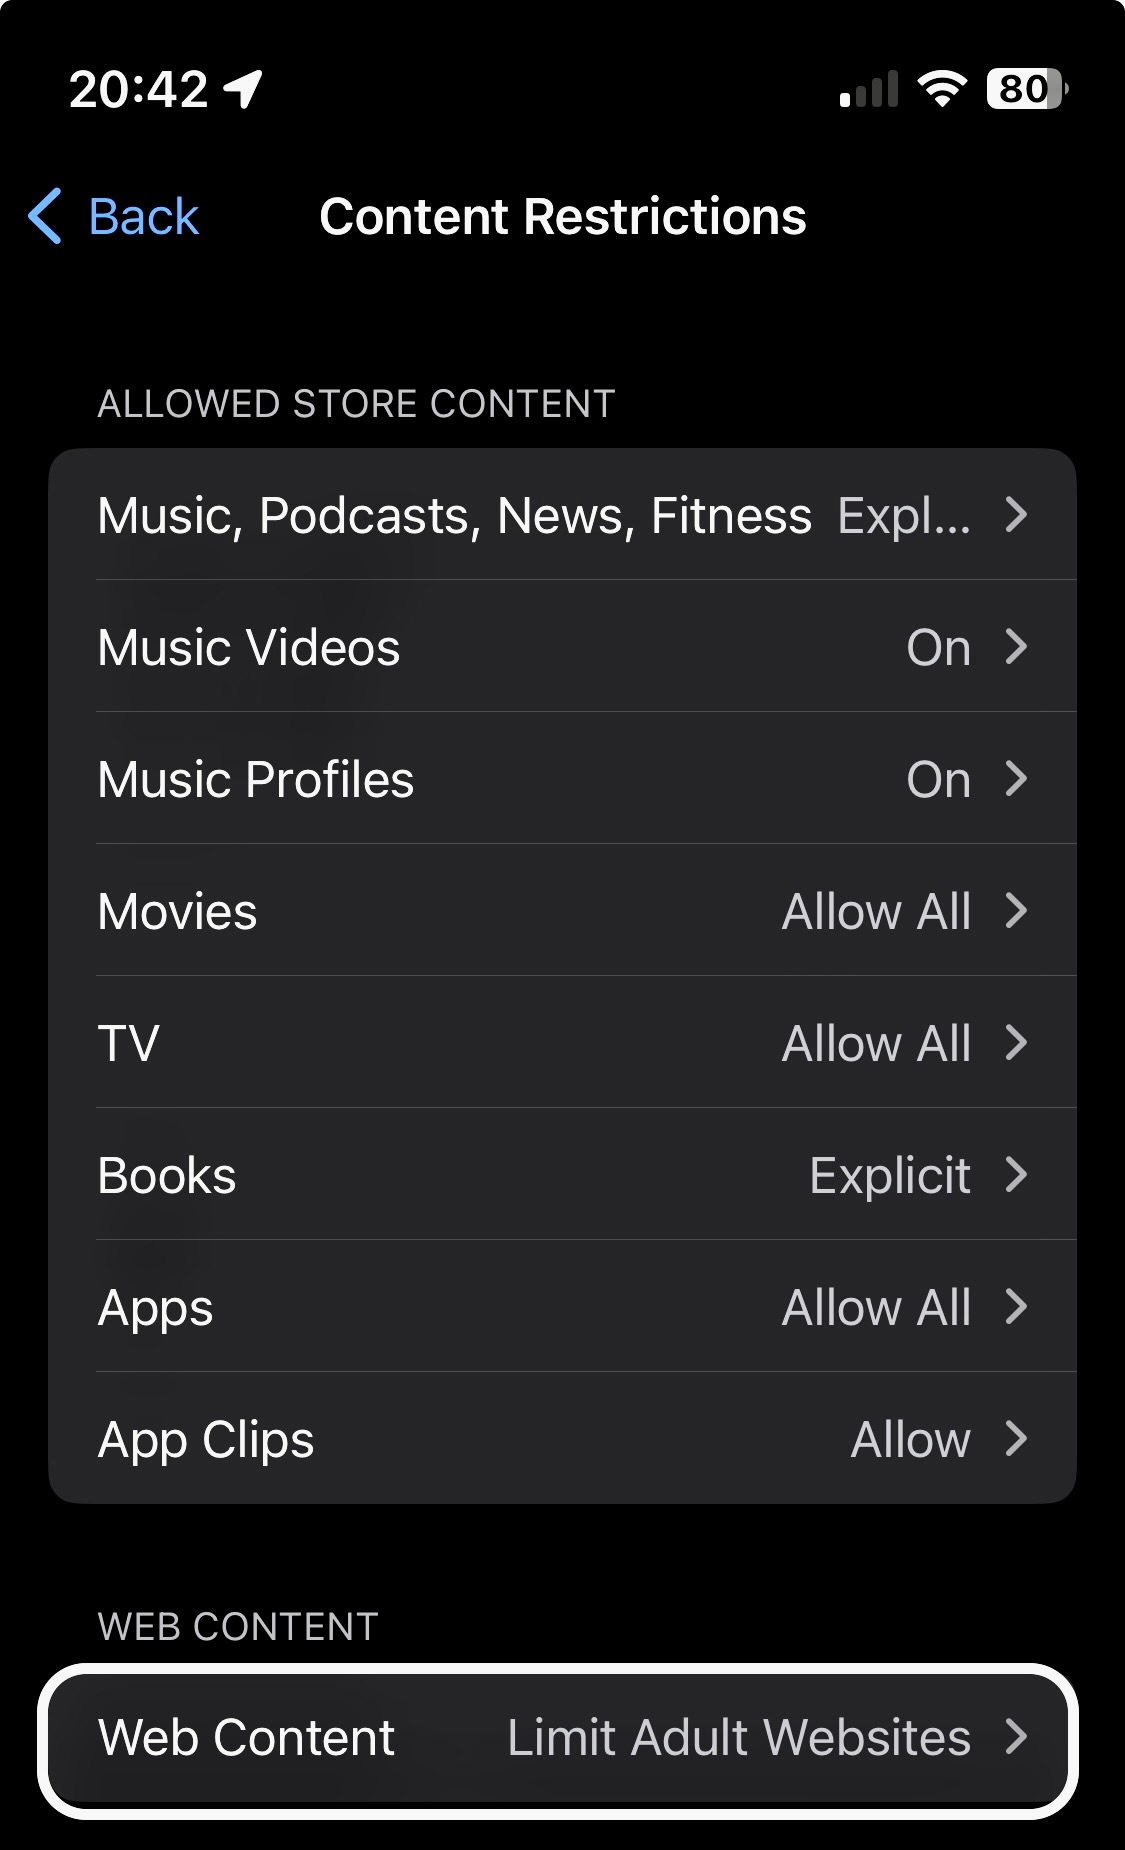 20:42
80
Back
Content Restrictions
ALLOWED STORE CONTENT
Music, Podcasts, News, Fitness Expl...
Music Videos On
Music Profiles On
Movies Allow All
TV Allow All
Books Explicit
Apps Allow All
App Clips Allow
WEB CONTENT
Web Content Limit Adult Websites